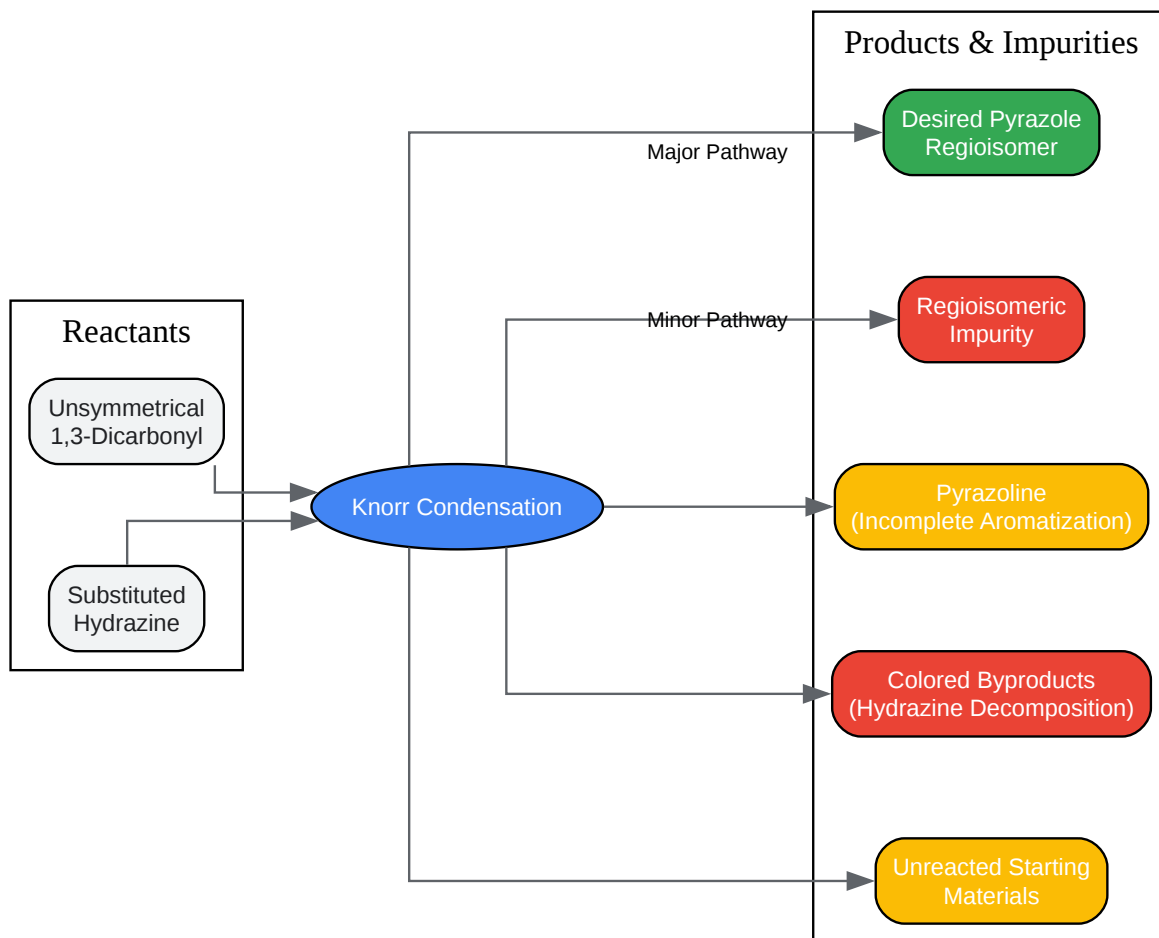 Products & Impurities
Desired Pyrazole
Regioisomer
Major Pathway
Regioisomeric
Impurity
Minor Pathway
Reactants
Unsymmetrical
1,3-Dicarbonyl
Knorr Condensation
Pyrazoline
(Incomplete Aromatization)
Substituted
Hydrazine
Colored Byproducts
(Hydrazine Decomposition)
Unreacted Starting
Materials